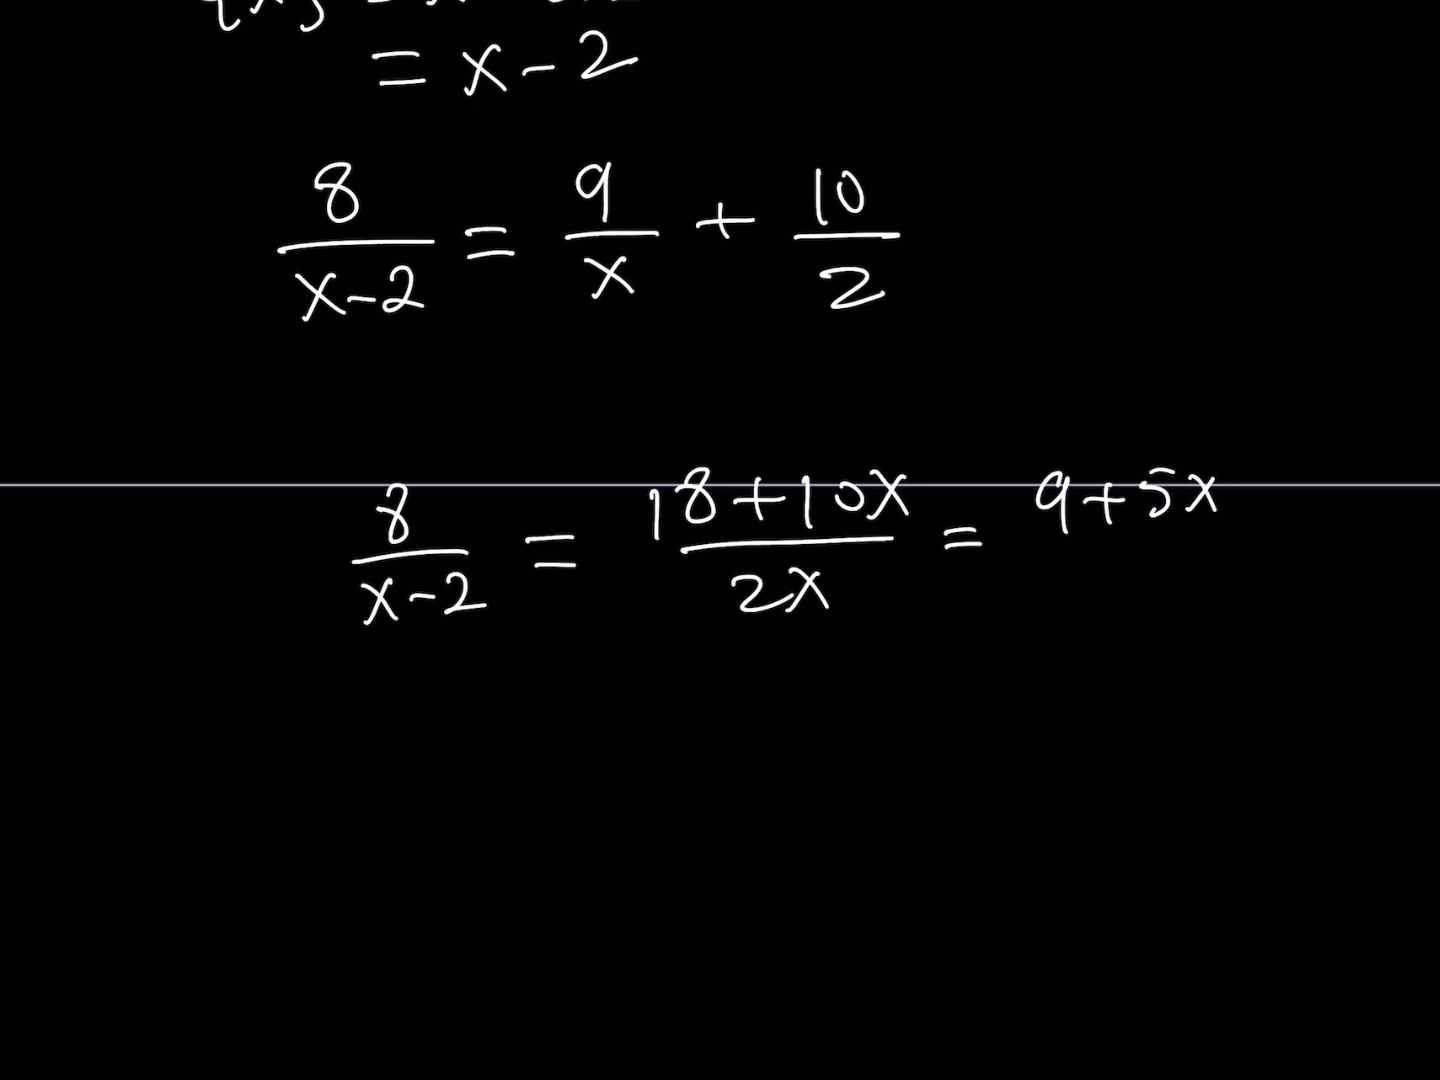 = x - 2
8/(x-2) = 9/x + 10/2
8/(x-2) = (18+10x)/(2x) = 9+5x